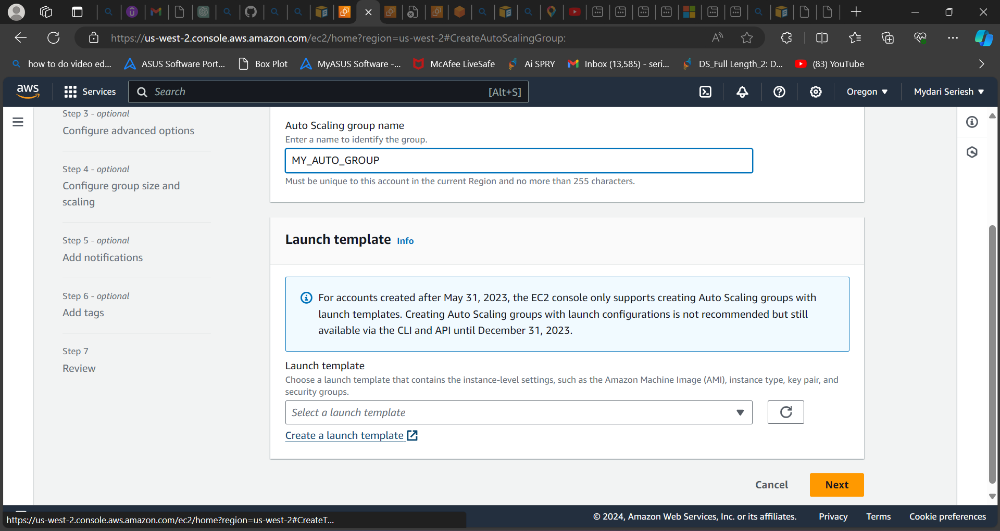 https://us-west-2.console.aws.amazon.com/ec2/home?region=us-west-2#CreateAutoScalingGroup:
how to do video ed... ASUS Software Port... Box Plot MyASUS Software -... McAfee LiveSafe Ai SPRY Inbox (13,585) - seri... DS_Full Length_2: D... (83) YouTube
aws Services Search [Alt+S] Oregon Mydari Seriesh
Step 3 - optional
Configure advanced options
Step 4 - optional
Configure group size and
scaling
Step 5 - optional
Add notifications
Step 6 - optional
Add tags
Step 7
Review
Auto Scaling group name
Enter a name to identify the group.
MY_AUTO_GROUP
Must be unique to this account in the current Region and no more than 255 characters.
Launch template Info
For accounts created after May 31, 2023, the EC2 console only supports creating Auto Scaling groups with
launch templates. Creating Auto Scaling groups with launch configurations is not recommended but still
available via the CLI and API until December 31, 2023.
Launch template
Choose a launch template that contains the instance-level settings, such as the Amazon Machine Image (AMI), instance type, key pair, and
security groups.
Select a launch template
Create a launch template
Cancel Next
https://us-west-2.console.aws.amazon.com/ec2/home?region=us-west-2#CreateT...
© 2024, Amazon Web Services, Inc. or its affiliates. Privacy Terms Cookie preferences